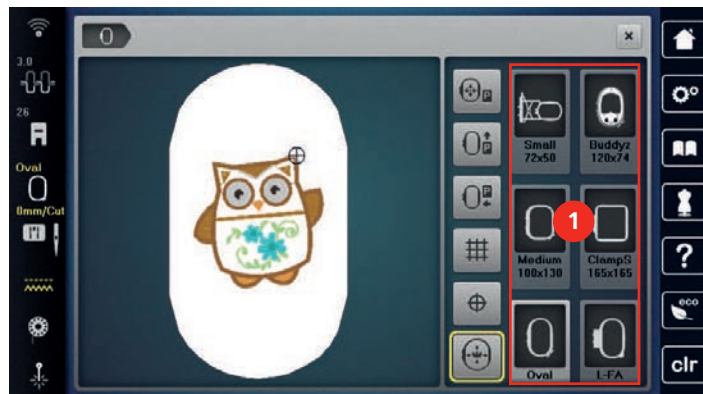 3.0
26
Oval
0mm/Cut
P
P
P
Small
72x50
Buddyz
120x74
Medium
100x130
ClampS
165x165
1
Oval
L-FA
?
eco
clr